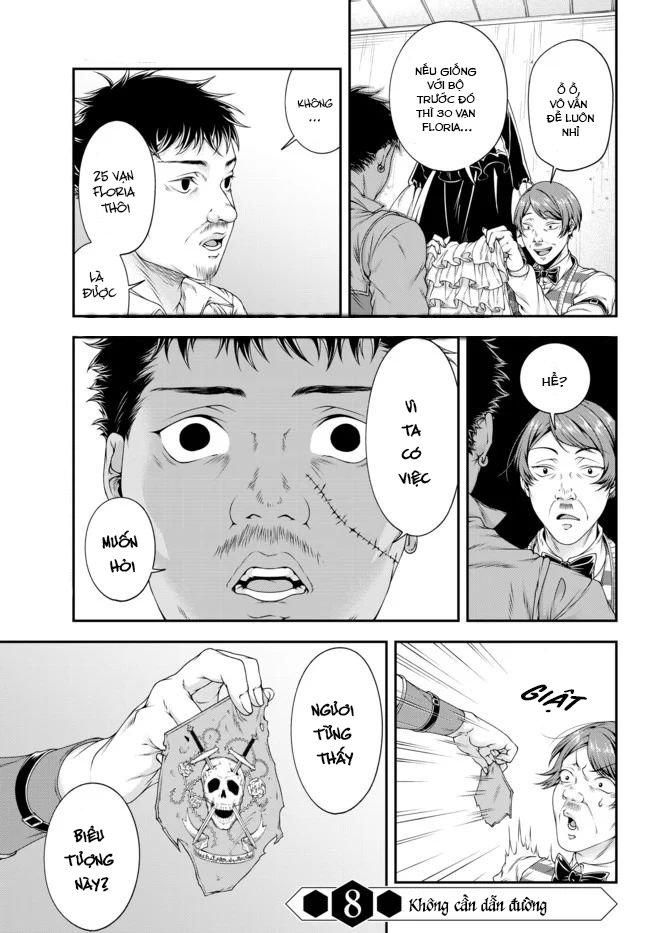 Ồ Ồ,
VÔ VẤN
ĐỀ LUÔN
NHỈ
NẾU GIỐNG
VỚI BỘ
TRƯỚC ĐÓ
THÌ 30 VẠN
FLORIA...
KHÔNG
...
25 VẠN
FLORIA
THÔI
LÀ
ĐƯỢC
HỂ?
VÌ
TA
CÓ
VIỆC
MUỐN
HỎI
GIẬT
NGƯƠI
TỪNG
THẤY
BIỂU
TƯỢNG
NÀY?
8
Không cần dẫn đường